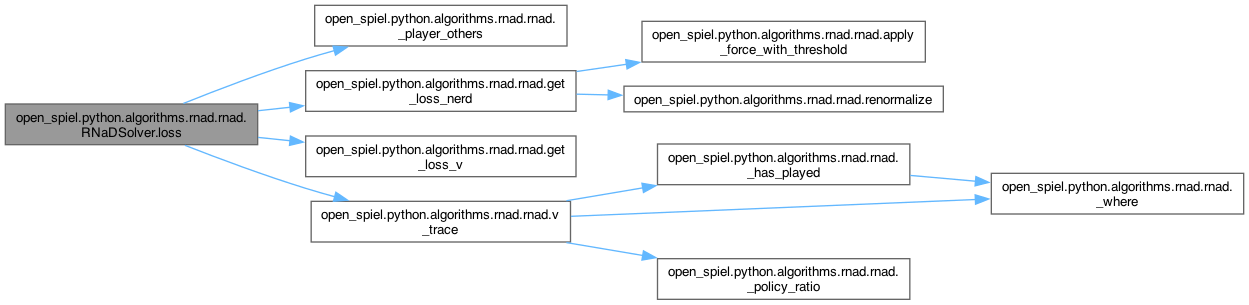 open_spiel.python.algorithms.rnad.rnad.
RNaDSolver.loss
open_spiel.python.algorithms.rnad.rnad.
_player_others
open_spiel.python.algorithms.rnad.rnad.get
_loss_nerd
open_spiel.python.algorithms.rnad.rnad.get
_loss_v
open_spiel.python.algorithms.rnad.rnad.v
_trace
open_spiel.python.algorithms.rnad.rnad.apply
_force_with_threshold
open_spiel.python.algorithms.rnad.rnad.renormalize
open_spiel.python.algorithms.rnad.rnad.
_has_played
open_spiel.python.algorithms.rnad.rnad.
_policy_ratio
open_spiel.python.algorithms.rnad.rnad.
_where